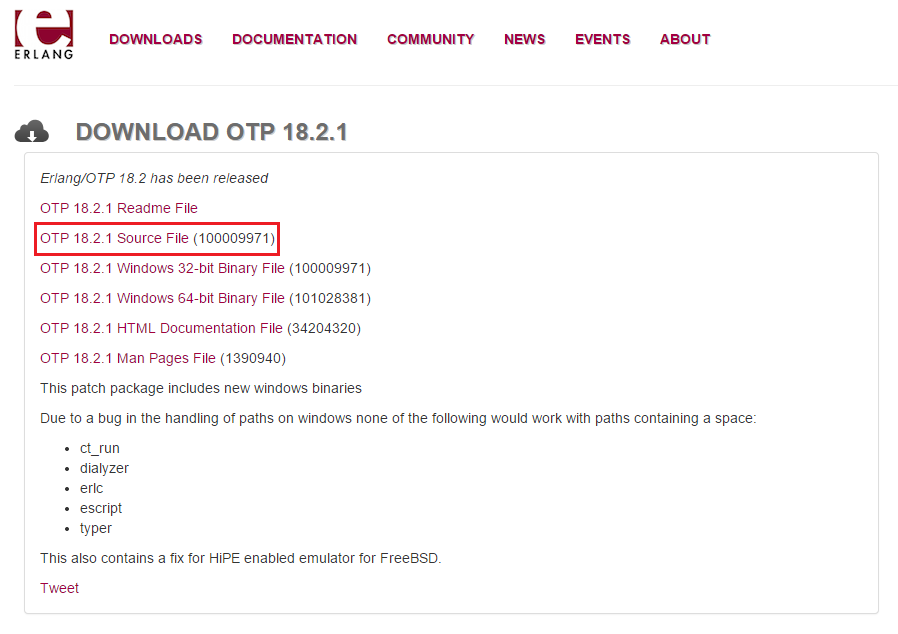 ERLANG
DOWNLOADS DOCUMENTATION COMMUNITY NEWS EVENTS ABOUT
DOWNLOAD OTP 18.2.1
Erlang/OTP 18.2 has been released
OTP 18.2.1 Readme File
OTP 18.2.1 Source File (100009971)
OTP 18.2.1 Windows 32-bit Binary File (100009971)
OTP 18.2.1 Windows 64-bit Binary File (101028381)
OTP 18.2.1 HTML Documentation File (34204320)
OTP 18.2.1 Man Pages File (1390940)
This patch package includes new windows binaries
Due to a bug in the handling of paths on windows none of the following would work with paths containing a space:
• ct_run
• dialyzer
• erlc
• escript
• typer
This also contains a fix for HiPE enabled emulator for FreeBSD.
Tweet